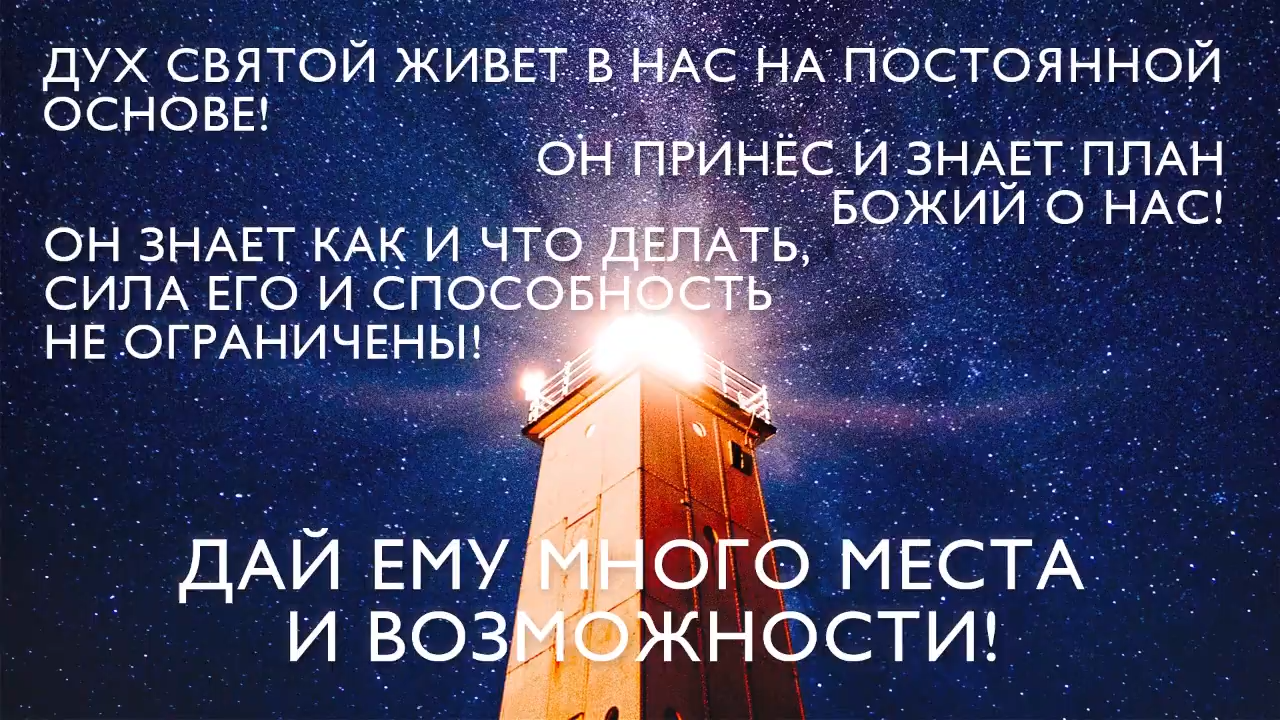 ДУХ СВЯТОЙ ЖИВЕТ В НАС НА ПОСТОЯННОЙ
ОСНОВЕ!
ОН ПРИНЁС И ЗНАЕТ ПЛАН
БОЖИЙ О НАС!
ОН ЗНАЕТ КАК И ЧТО ДЕЛАТЬ,
СИЛА ЕГО И СПОСОБНОСТЬ
НЕ ОГРАНИЧЕНЫ!
ДАЙ ЕМУ МНОГО МЕСТА
И ВОЗМОЖНОСТИ!